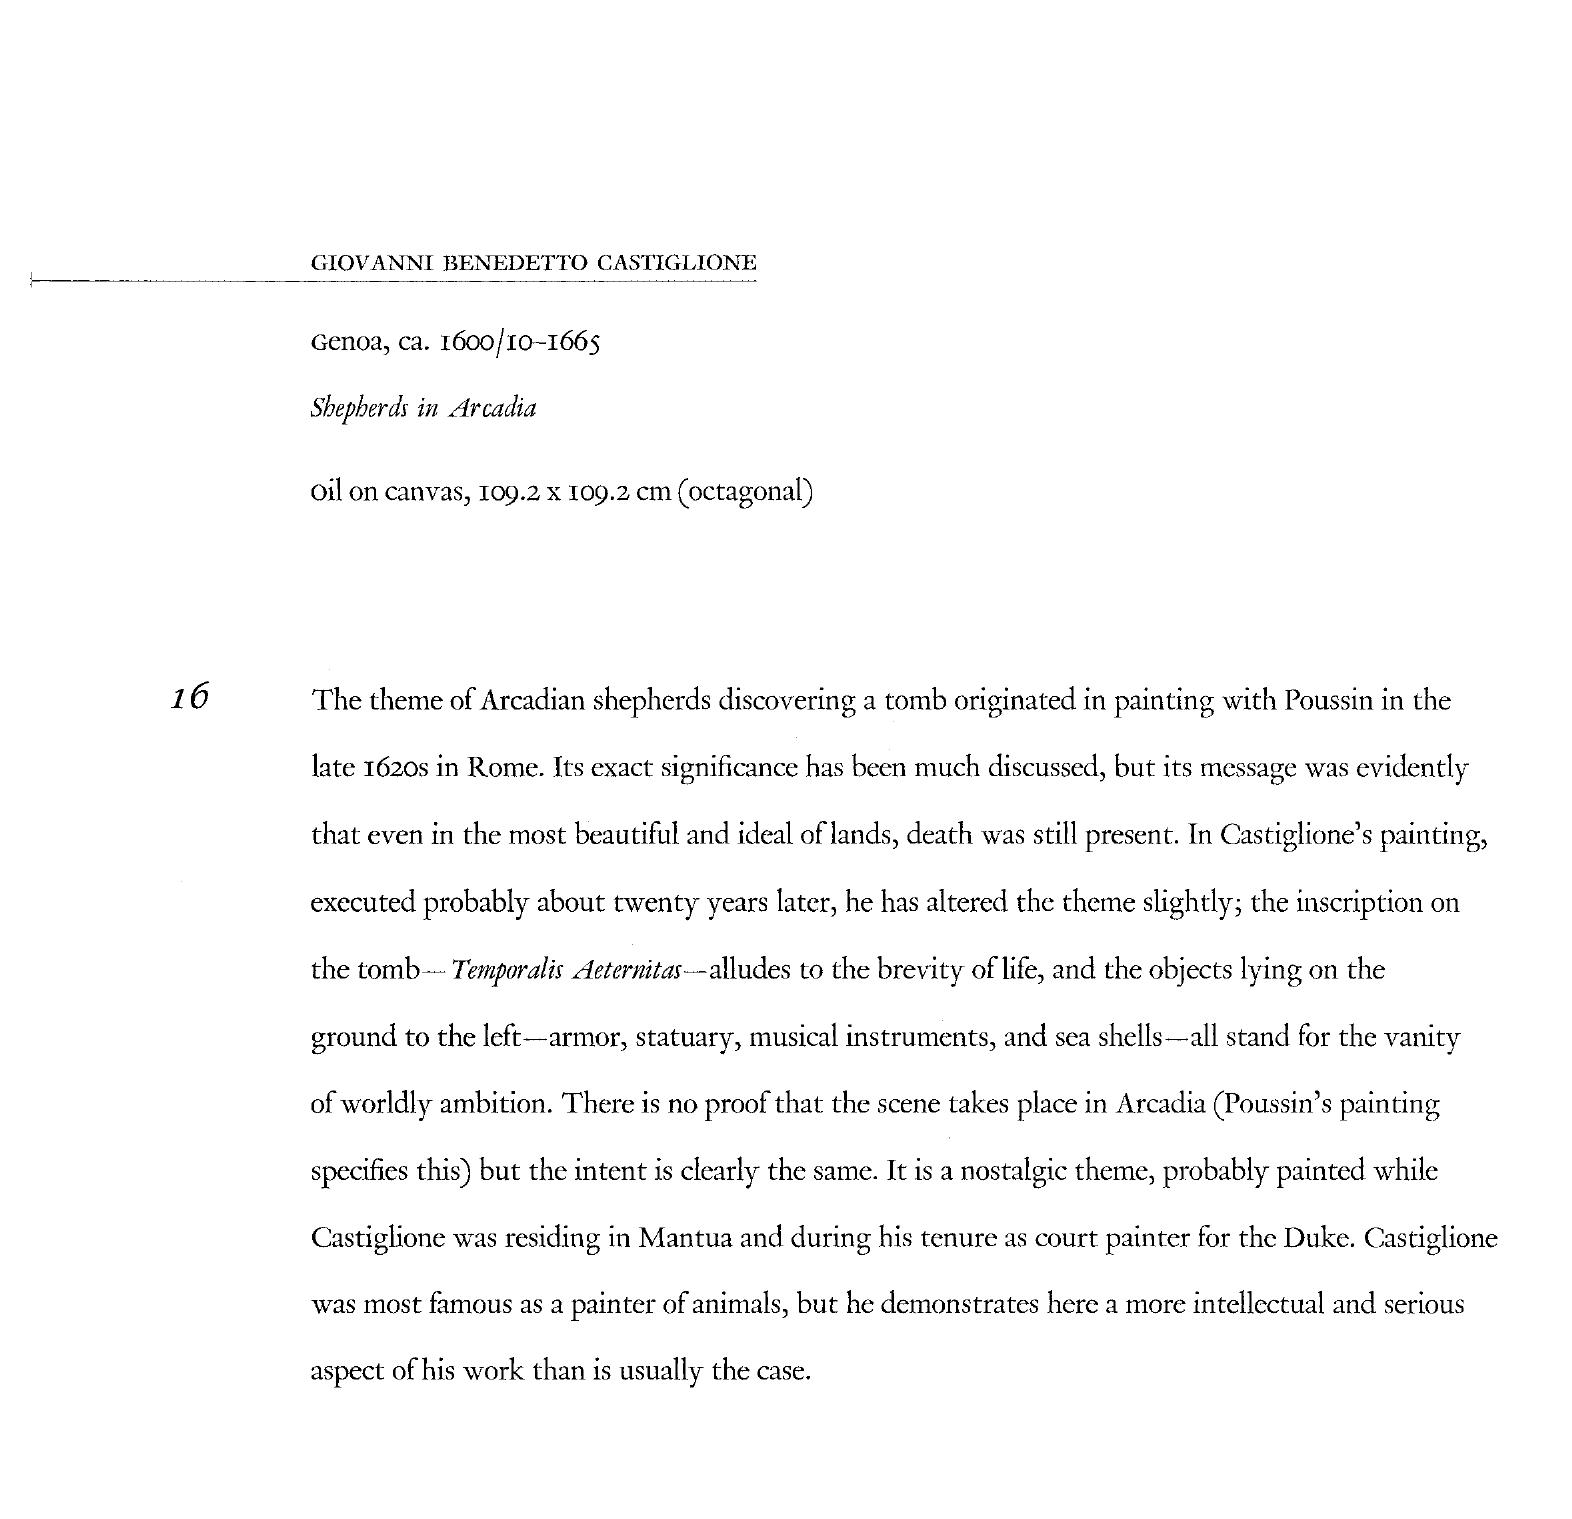 GIOVANNI BENEDETTO CASTIGLIONE
Genoa, ca. 1600/10–1665
Shepherds in Arcadia
Oil on canvas, 109.2 x 109.2 cm (octagonal)
16
The theme of Arcadian shepherds discovering a tomb originated in painting with Poussin in the
late 1620s in Rome. Its exact significance has been much discussed, but its message was evidently
that even in the most beautiful and ideal of lands, death was still present. In Castiglione's painting,
executed probably about twenty years later, he has altered the theme slightly; the inscription on
the tomb—Temporalis Aeternitas—alludes to the brevity of life, and the objects lying on the
ground to the left—armor, statuary, musical instruments, and sea shells—all stand for the vanity
of worldly ambition. There is no proof that the scene takes place in Arcadia (Poussin's painting
specifies this) but the intent is clearly the same. It is a nostalgic theme, probably painted while
Castiglione was residing in Mantua and during his tenure as court painter for the Duke. Castiglione
was most famous as a painter of animals, but he demonstrates here a more intellectual and serious
aspect of his work than is usually the case.